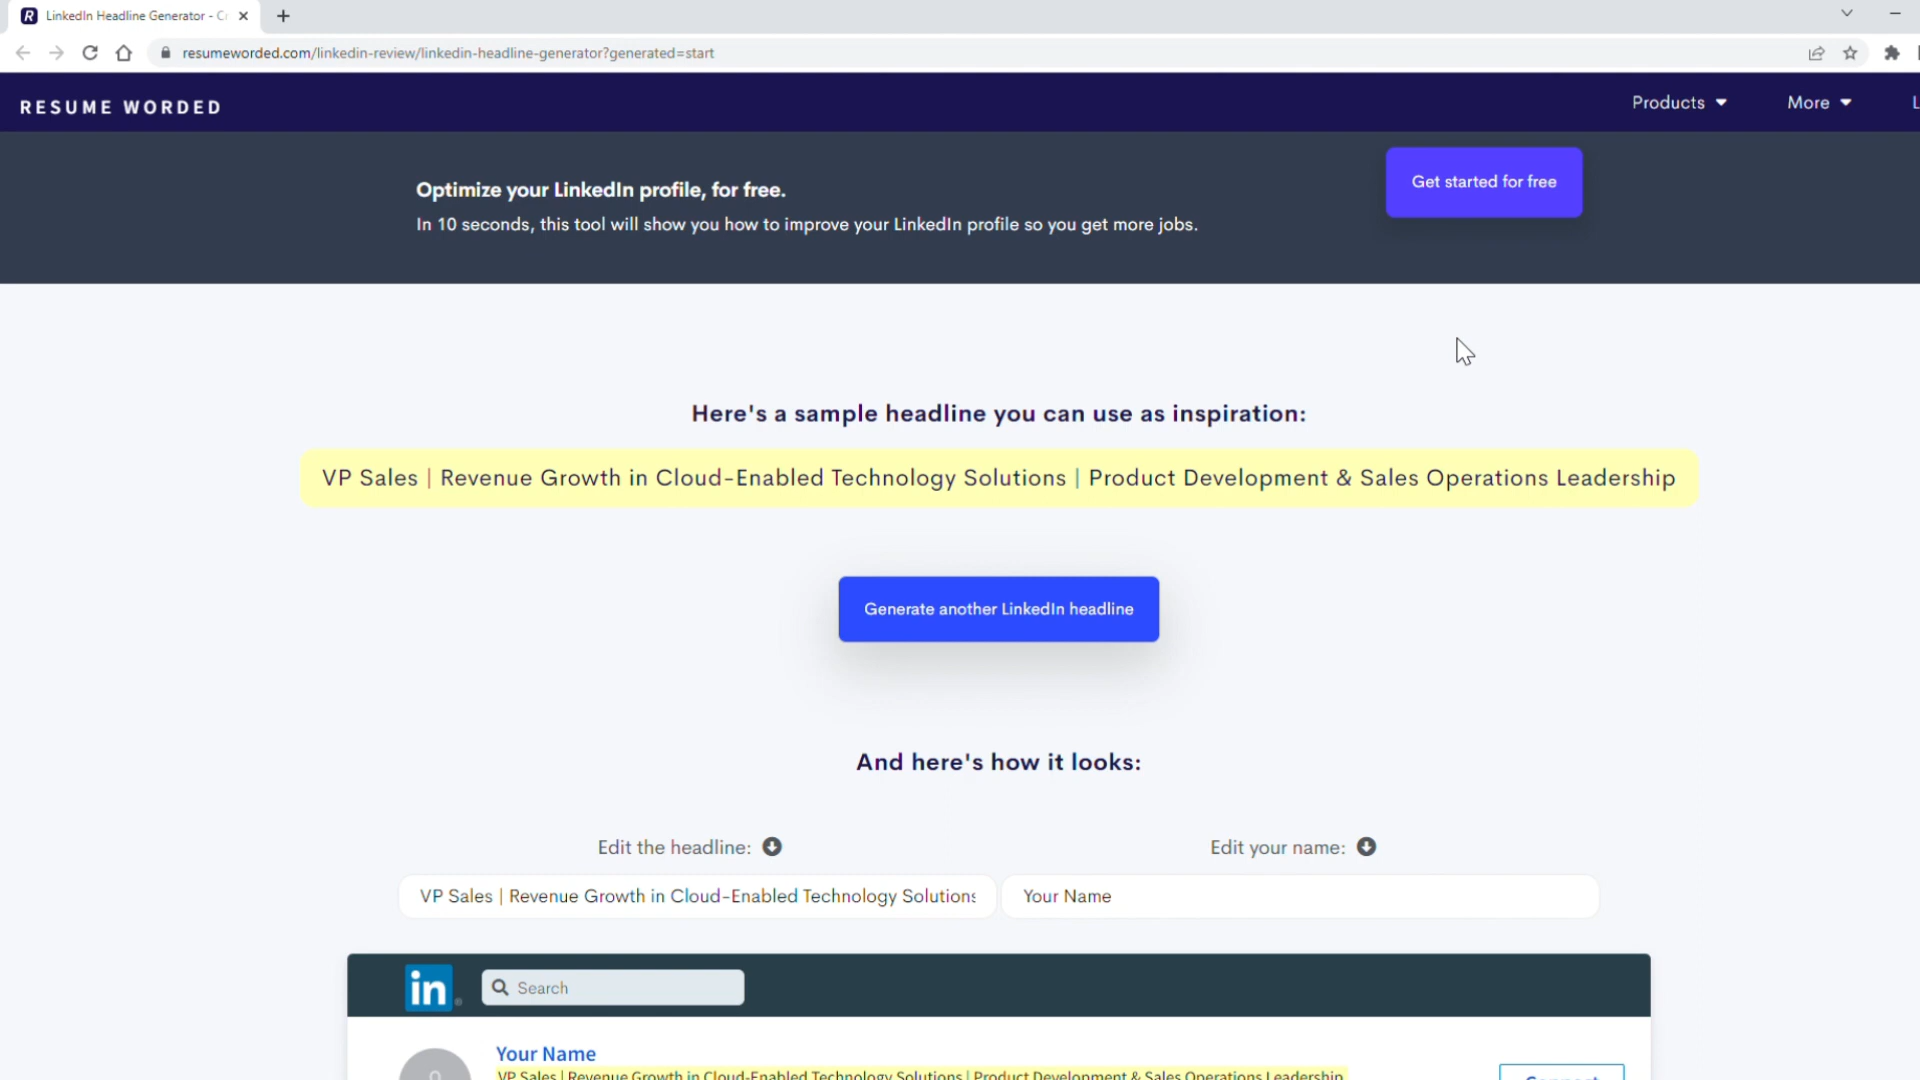 LinkedIn Headline Generator - C
resumeworded.com/linkedin-review/linkedin-headline-generator?generated=start
RESUME WORDED
Products
More
L
Optimize your LinkedIn profile, for free.
In 10 seconds, this tool will show you how to improve your LinkedIn profile so you get more jobs.
Get started for free
Here's a sample headline you can use as inspiration:
VP Sales | Revenue Growth in Cloud-Enabled Technology Solutions | Product Development & Sales Operations Leadership
Generate another LinkedIn headline
And here's how it looks:
Edit the headline:
Edit your name:
VP Sales | Revenue Growth in Cloud-Enabled Technology Solutions
Your Name
in
Search
Your Name
VP Sales | Revenue Growth in Cloud-Enabled Technology Solutions | Product Development & Sales Operations Leadership
Connect